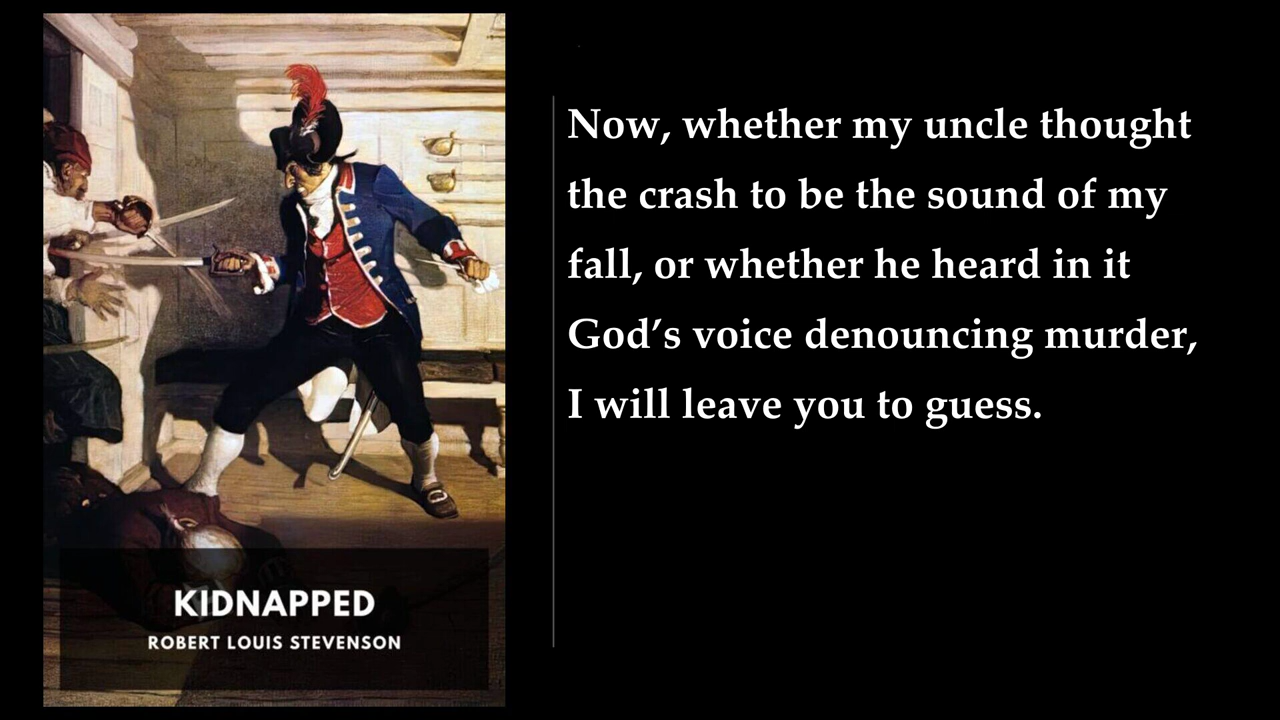 Now, whether my uncle thought
the crash to be the sound of my
fall, or whether he heard in it
God’s voice denouncing murder,
I will leave you to guess.
KIDNAPPED
ROBERT LOUIS STEVENSON